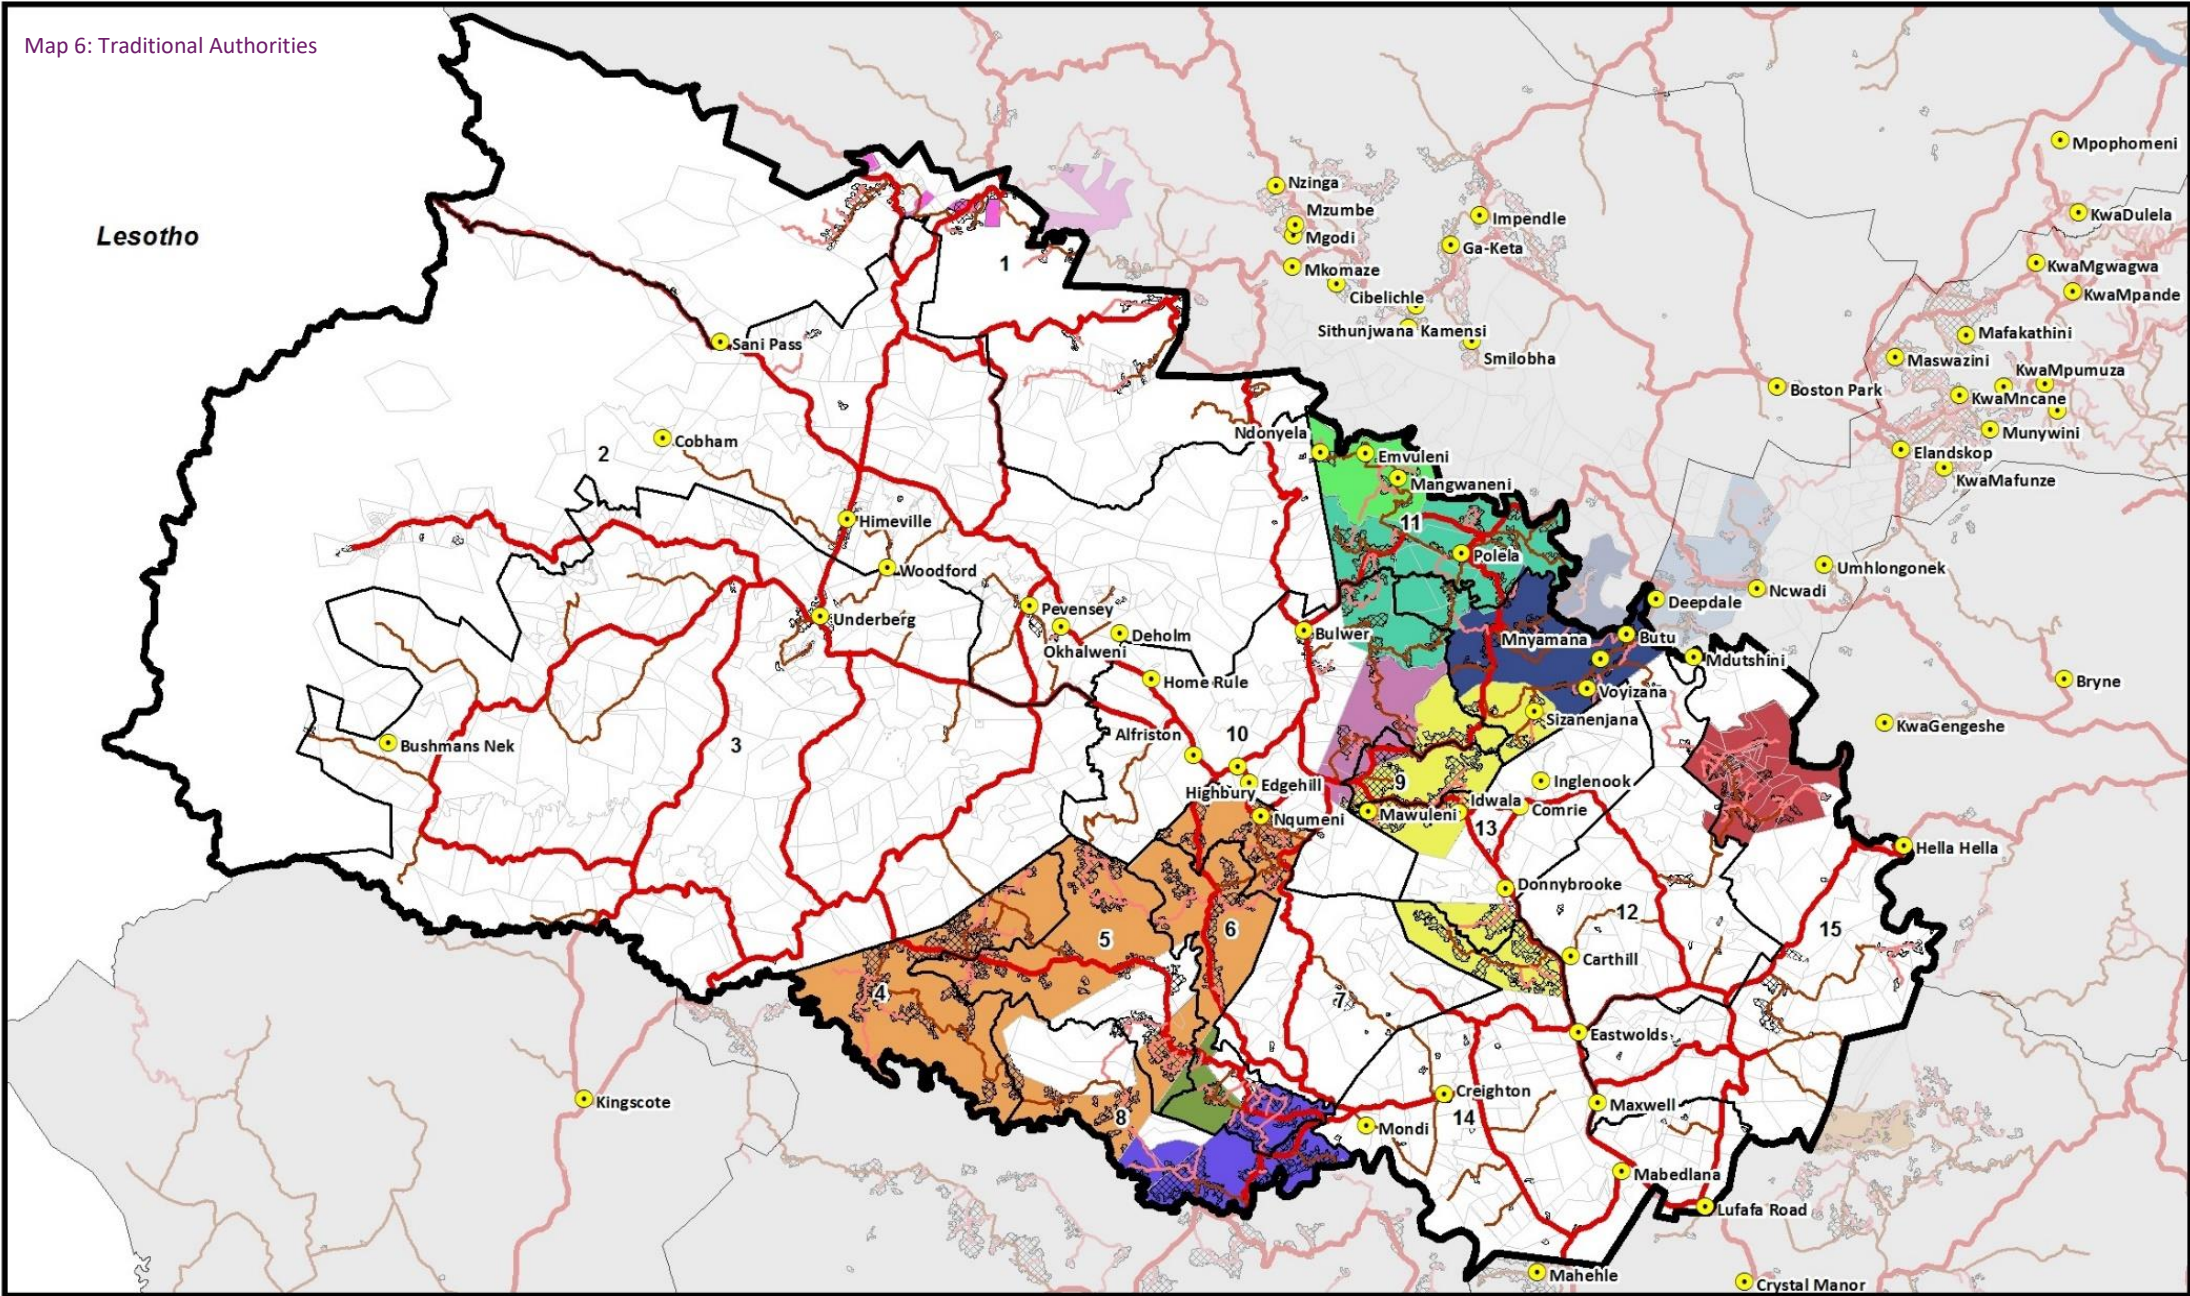 Map 6: Traditional Authorities
Mpophomeni
Nzinga
Mzumbe
Impendle
KwaDulela
Lesotho
Mgodi
Ga-Keta
1
Mkomaze
KwaMgwagwa
Cibelichle
KwaMpande
Sithunjwana Kamensi
Mafakathini
Sani Pass
Smilobha
Maswazini
KwaMpumuza
Boston Park
KwaMncane
Ndonyela
Munywini
Cobham
2
Emvuleni
Elandskop
Mangwaneni
KwaMafunze
Himeville
11
Polela
Woodford
Umhlongonek
Ncwadi
Deepdale
Pevensey
Underberg
Deholm
Bulwer
Mnyamana
Butu
Okhalweni
Mdutshini
Home Rule
Bryne
Voyizana
Sizanenjana
KwaGengeshe
Alfriston
10
Bushmans Nek
3
Edgehill
9
Inglenook
Highbury
Idwala
Comrie
Nqumeni
Mawuleni
13
Hella Hella
Donnybrooke
12
6
15
5
Carthill
4
7
Eastwolds
Creighton
Kingscote
Maxwell
8
14
Mondi
Mabedlana
Lufafa Road
Mahehle
Crystal Manor